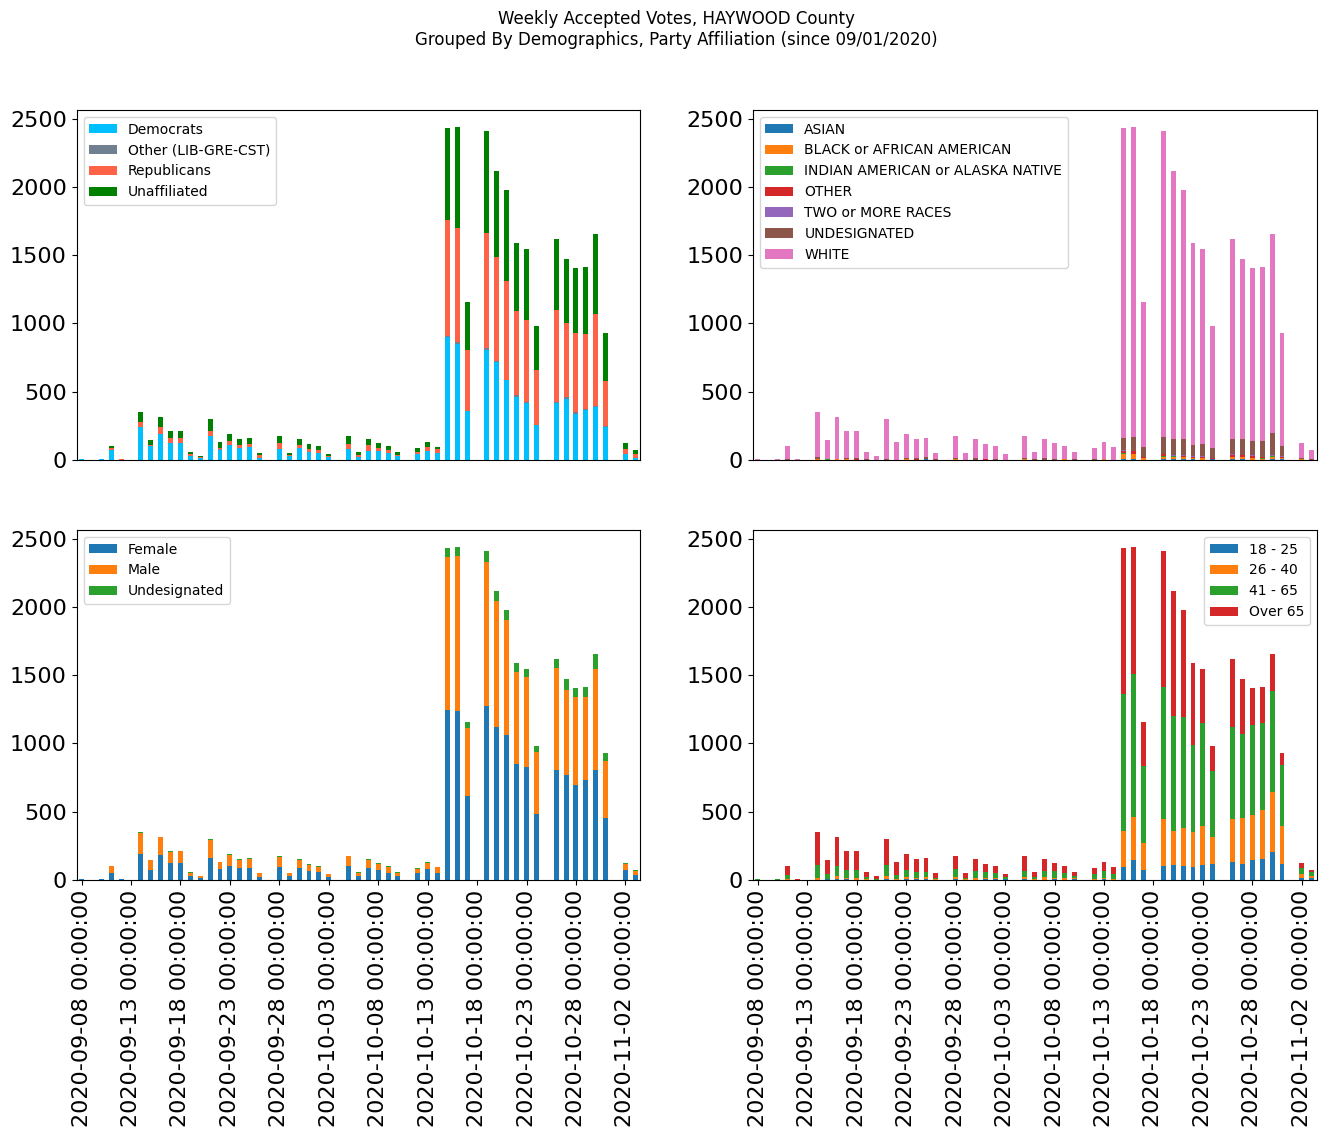 Weekly Accepted Votes, HAYWOOD County
Grouped By Demographics, Party Affiliation (since 09/01/2020)
2500
2000
1500
1000
500
0
Democrats
Other (LIB-GRE-CST)
Republicans
Unaffiliated
2500
2000
1500
1000
500
0
ASIAN
BLACK or AFRICAN AMERICAN
INDIAN AMERICAN or ALASKA NATIVE
OTHER
TWO or MORE RACES
UNDESIGNATED
WHITE
2500
2000
1500
1000
500
0
Female
Male
Undesignated
2020-09-08 00:00:00
2020-09-13 00:00:00
2020-09-18 00:00:00
2020-09-23 00:00:00
2020-09-28 00:00:00
2020-10-03 00:00:00
2020-10-08 00:00:00
2020-10-13 00:00:00
2020-10-18 00:00:00
2020-10-23 00:00:00
2020-10-28 00:00:00
2020-11-02 00:00:00
2500
2000
1500
1000
500
0
18 - 25
26 - 40
41 - 65
Over 65
2020-09-08 00:00:00
2020-09-13 00:00:00
2020-09-18 00:00:00
2020-09-23 00:00:00
2020-09-28 00:00:00
2020-10-03 00:00:00
2020-10-08 00:00:00
2020-10-13 00:00:00
2020-10-18 00:00:00
2020-10-23 00:00:00
2020-10-28 00:00:00
2020-11-02 00:00:00